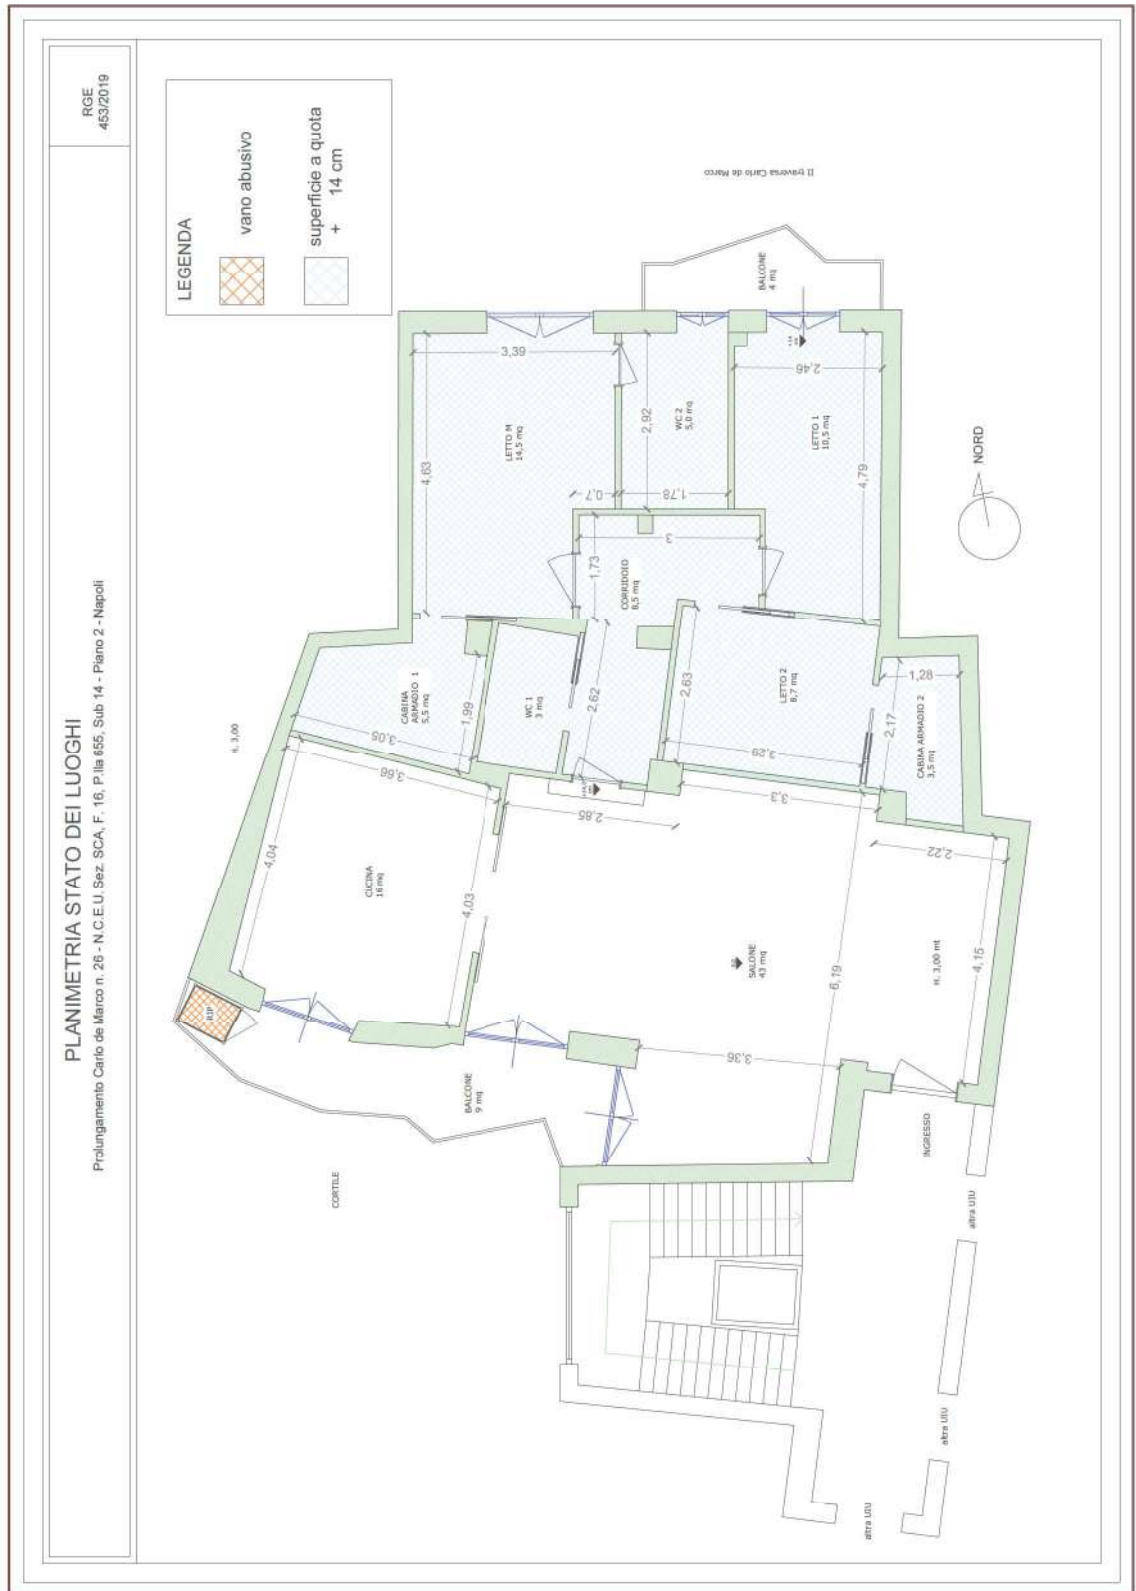 PLANIMETRIA STATO DEI LUOGHI
Prolungamento Carlo de Marco n. 26 - N.C.E.U. Sez. SCA, F. 16, P.lla 655, Sub 14 - Piano 2 - Napoli
RGE
453/2019
LEGENDA
vano abusivo
superficie a quota
+ 14 cm
H. 3,00
II traversa Carlo de Marco
NORD
CORTILE
RIP
BALCONE
9 mq
CUCINA
16 mq
4,04
3,66
4,03
CABINA
ARMADIO 1
5,5 mq
3,05
1,99
LETTO M
14,5 mq
4,63
3,39
0,7
WC 1
3 mq
2,62
WC 2
5,0 mq
2,92
1,78
CORRIDOIO
8,5 mq
1,73
3
LETTO 1
10,5 mq
2,46
4,79
BALCONE
4 mq
LETTO 2
8,7 mq
2,63
3,29
CABINA ARMADIO 2
3,5 mq
2,17
1,28
SALONE
43 mq
2,85
3,3
3,36
6,19
2,22
4,15
H. 3,00 mt
INGRESSO
altra UIU
altra UIU
altra UIU